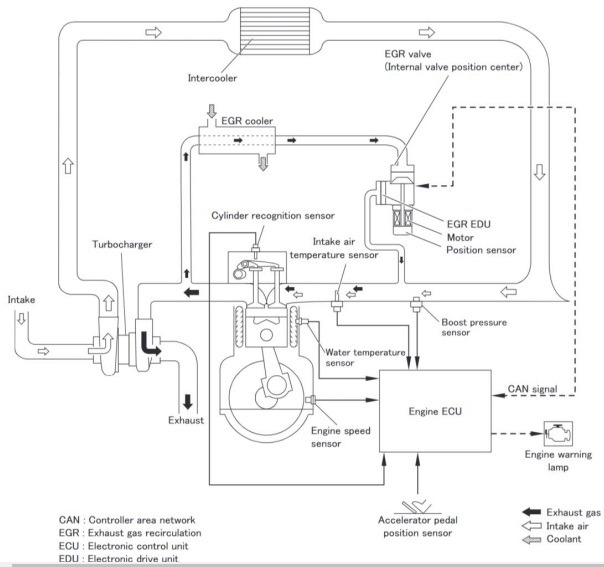 Intercooler
EGR valve
(Internal valve position center)
EGR cooler
Cylinder recognition sensor
EGR EDU
Motor
Position sensor
Intake air
temperature sensor
Turbocharger
Intake
Boost pressure
sensor
Water temperature
sensor
CAN signal
Engine ECU
Exhaust
Engine speed
sensor
Engine warning
lamp
Accelerator pedal
position sensor
CAN : Controller area network
EGR : Exhaust gas recirculation
ECU : Electronic control unit
EDU : Electronic drive unit
Exhaust gas
Intake air
Coolant